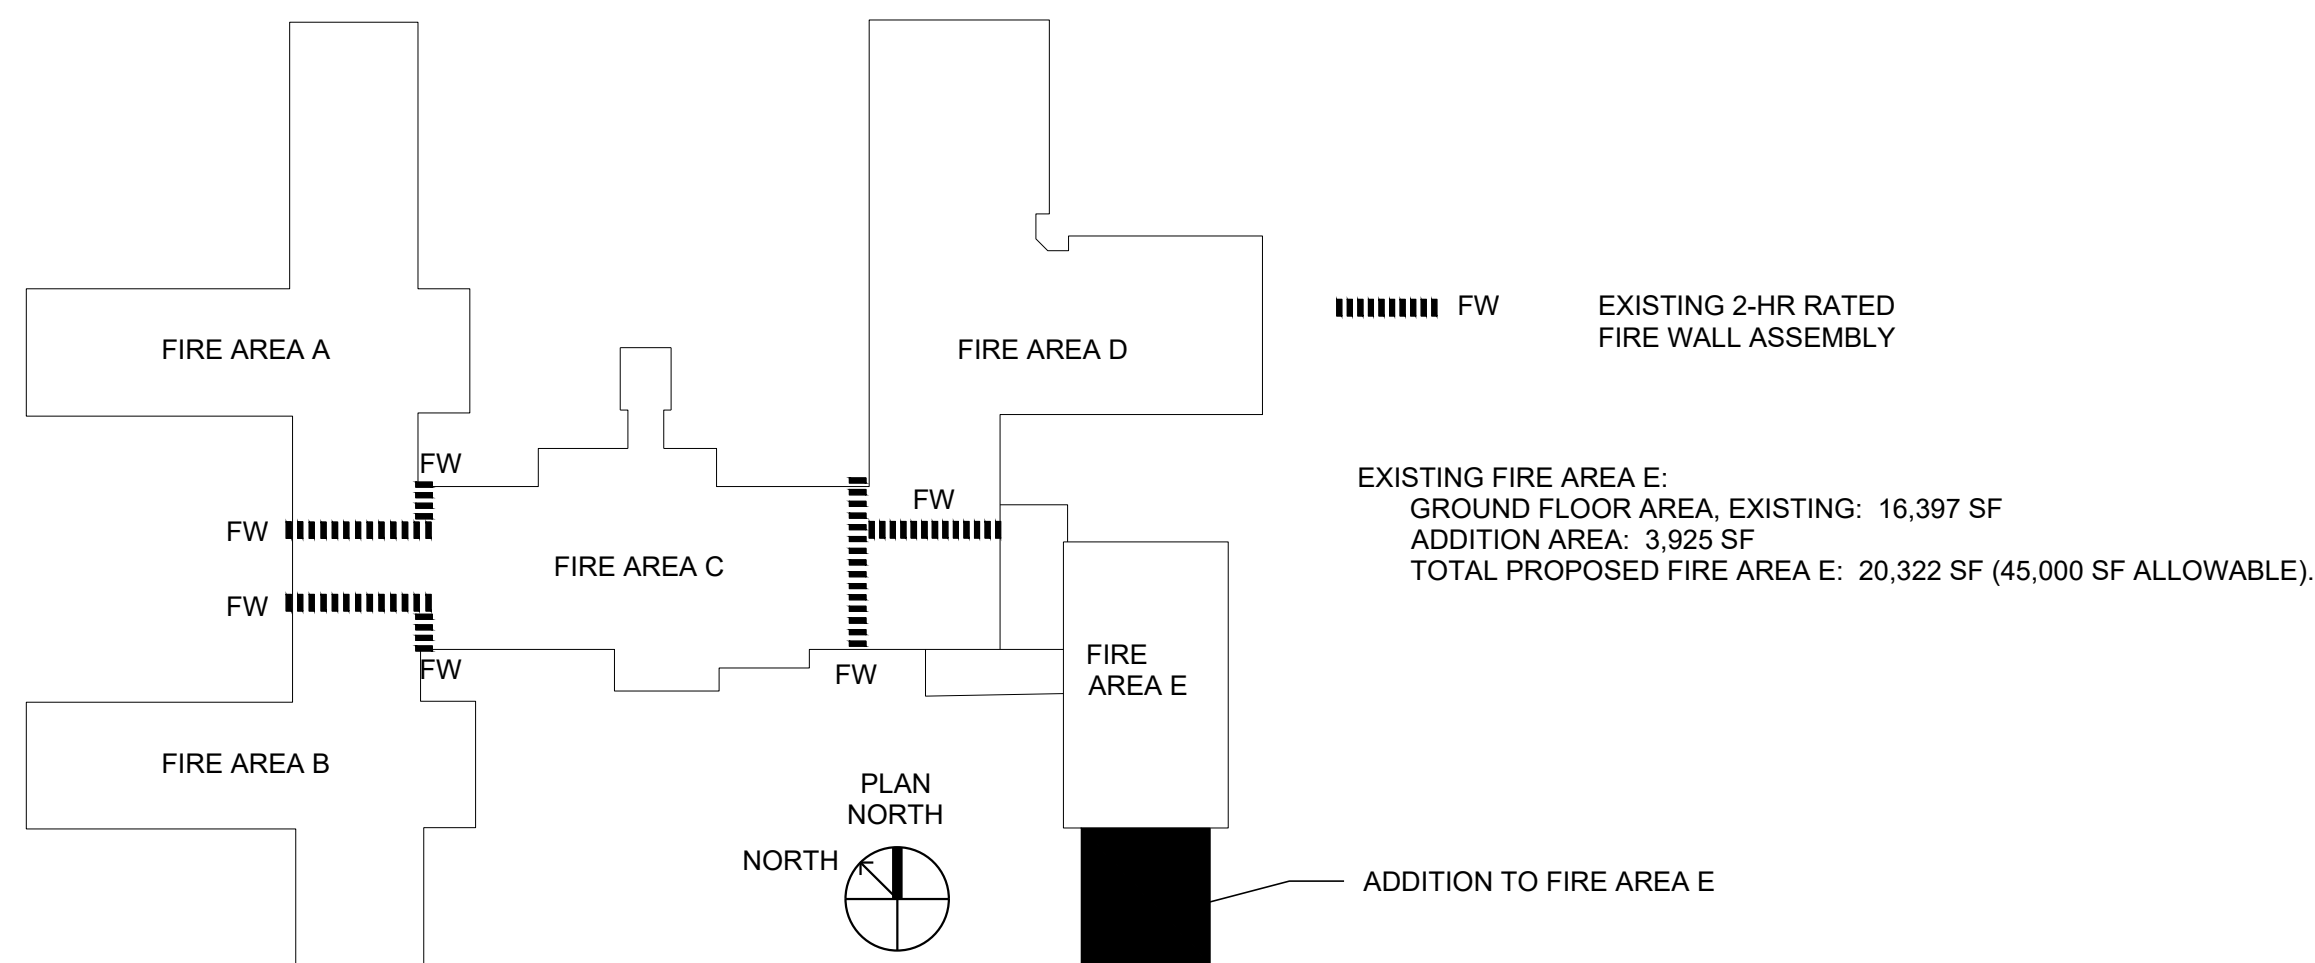 FW
EXISTING 2-HR RATED
FIRE WALL ASSEMBLY
FIRE AREA A
FIRE AREA D
FW
EXISTING FIRE AREA E:
GROUND FLOOR AREA, EXISTING: 16,397 SF
ADDITION AREA: 3,925 SF
TOTAL PROPOSED FIRE AREA E: 20,322 SF (45,000 SF ALLOWABLE).
FW
FW
FIRE AREA C
FW
FW
FW
FIRE
AREA E
FIRE AREA B
PLAN
NORTH
NORTH
ADDITION TO FIRE AREA E